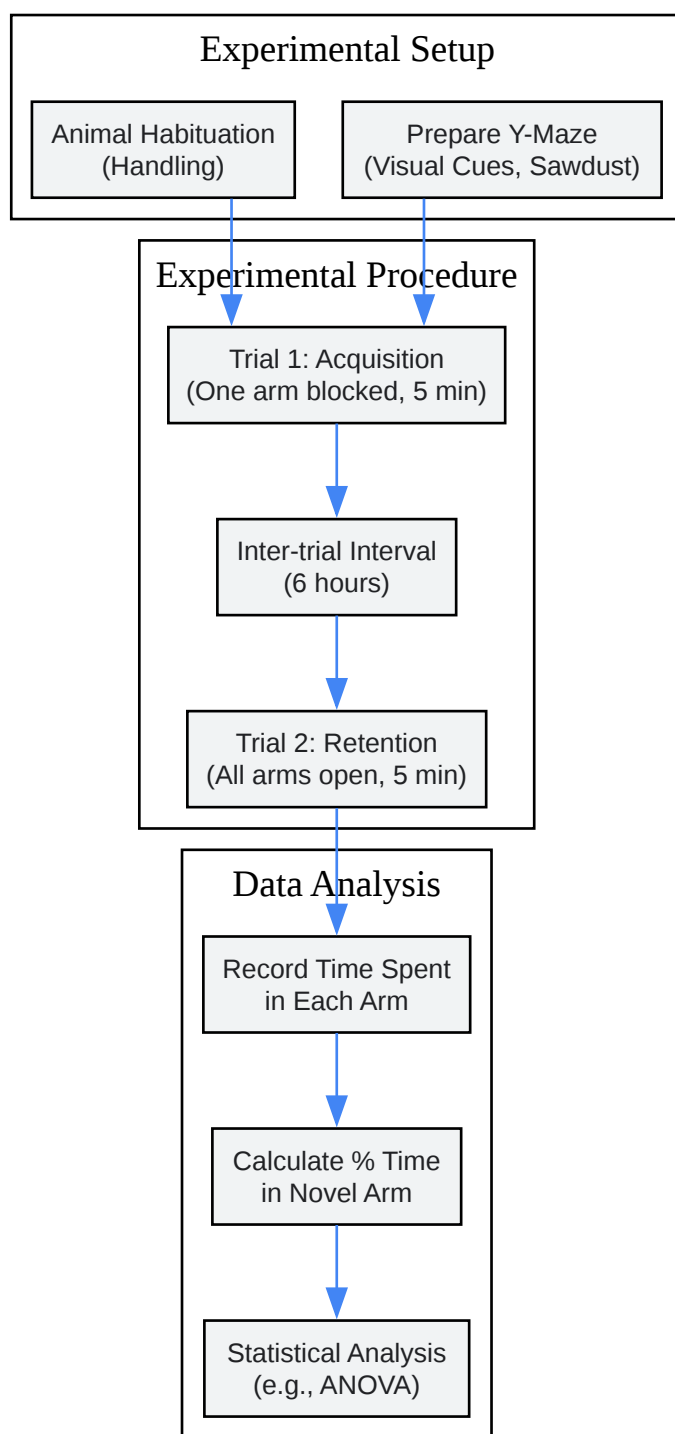 Experimental Setup
Animal Habituation
(Handling)
Prepare Y-Maze
(Visual Cues, Sawdust)
Experimental Procedure
Trial 1: Acquisition
(One arm blocked, 5 min)
Inter-trial Interval
(6 hours)
Trial 2: Retention
(All arms open, 5 min)
Data Analysis
Record Time Spent
in Each Arm
Calculate % Time
in Novel Arm
Statistical Analysis
(e.g., ANOVA)